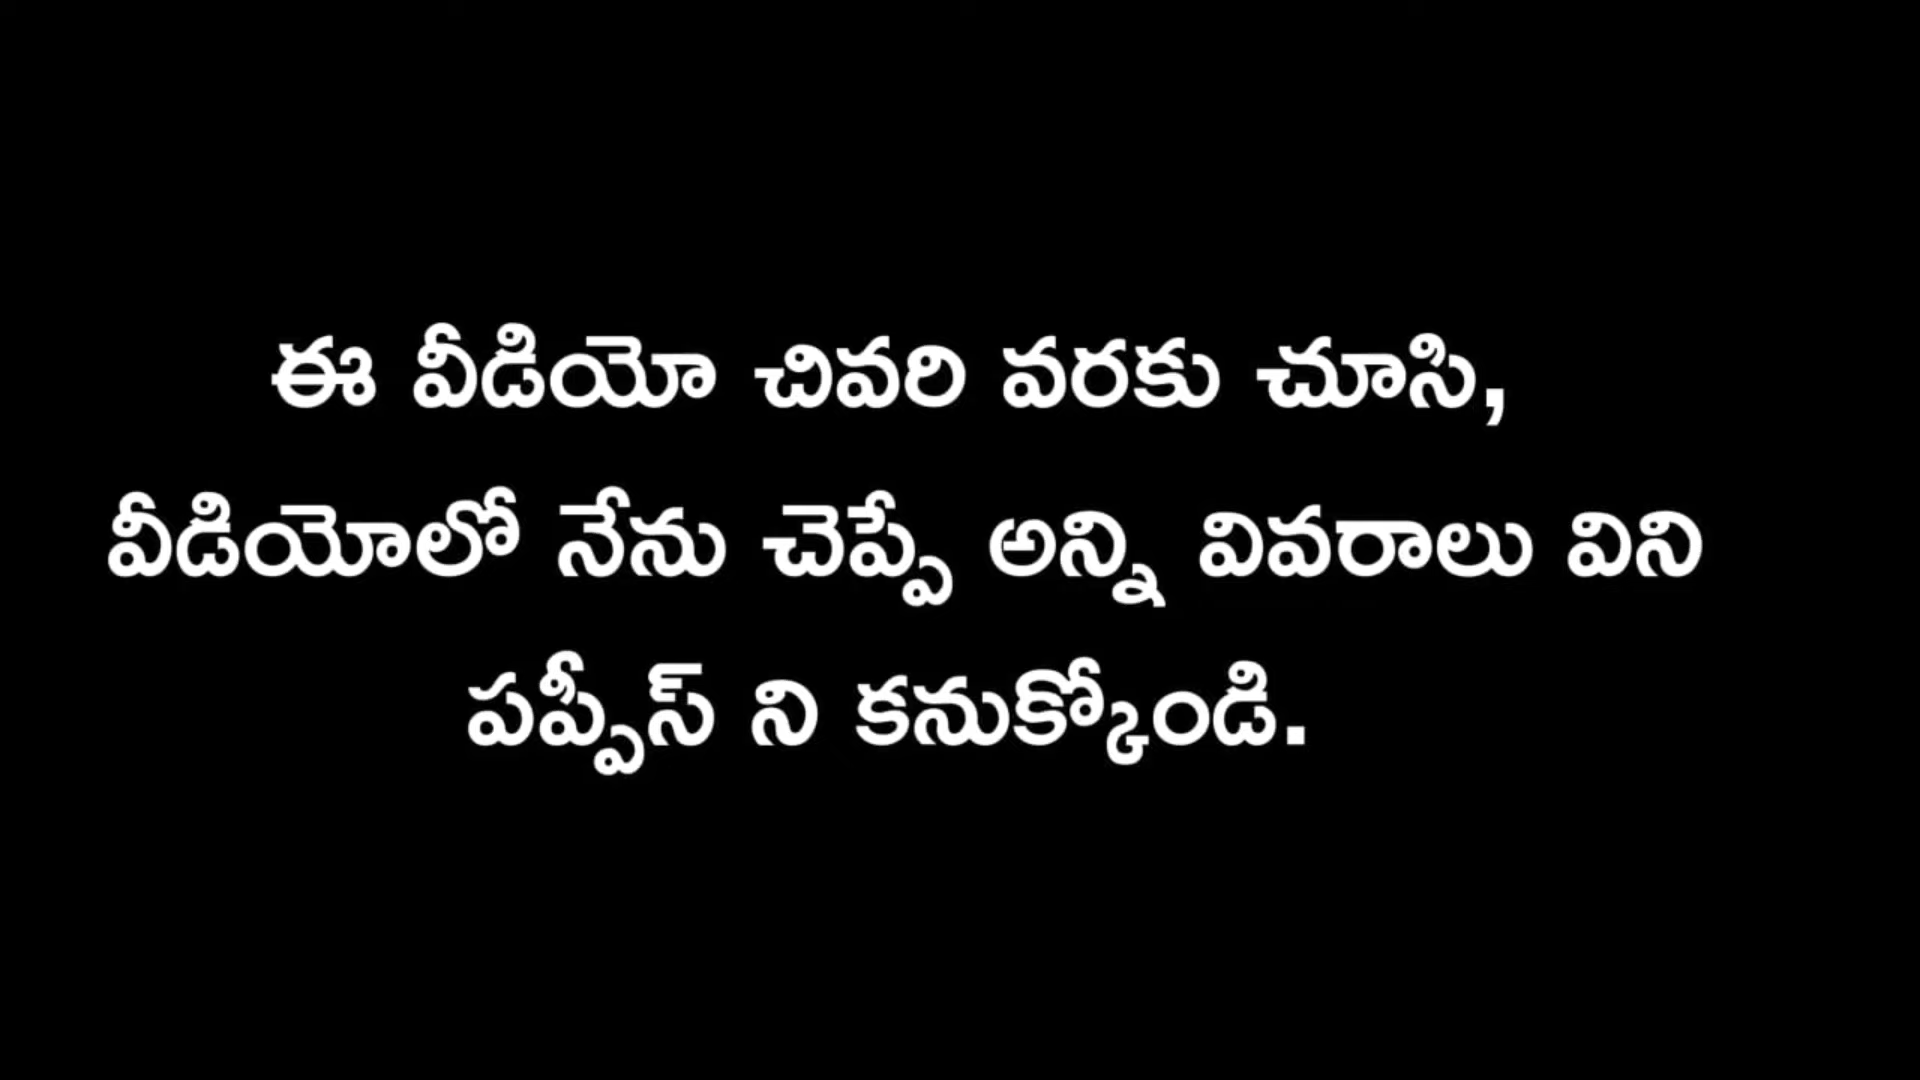 ఈ వీడియో చివరి వరకు చూసి,
వీడియోలో నేను చెప్పే అన్ని వివరాలు విని
పప్పీస్ ని కనుక్కోండి.